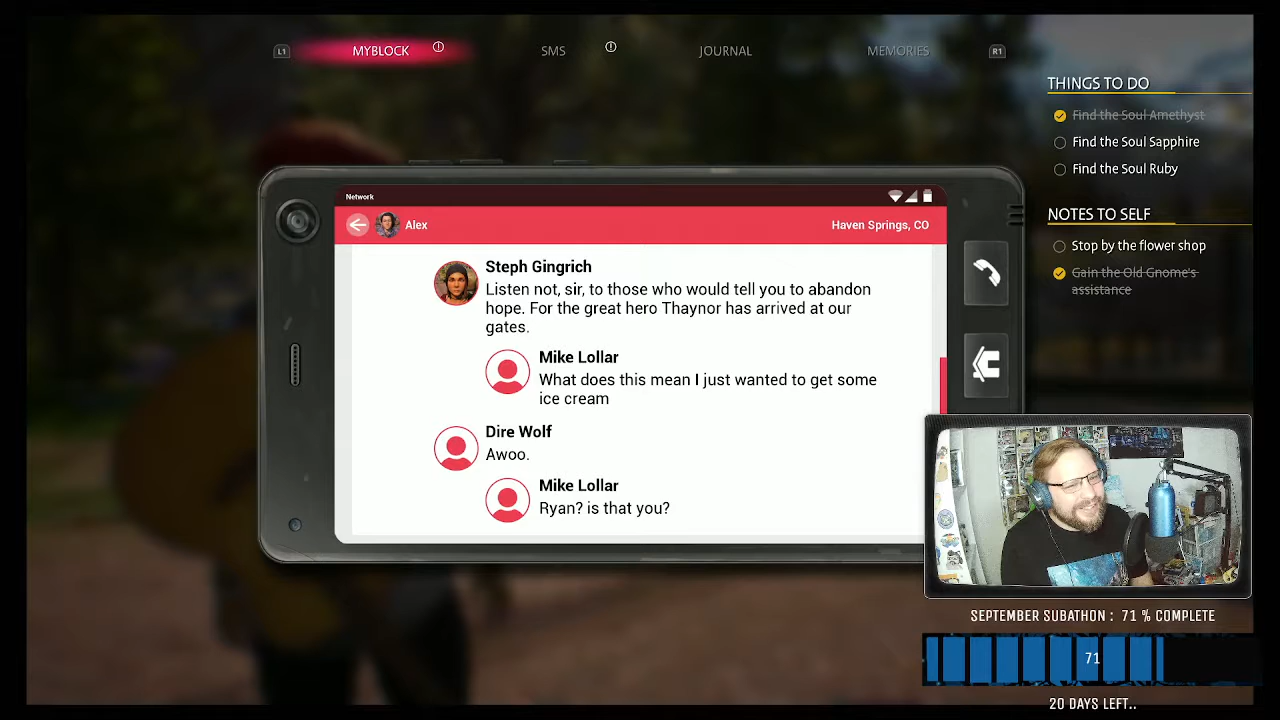 L1
MYBLOCK
SMS
JOURNAL
MEMORIES
R1
THINGS TO DO
Find the Soul Amethyst
Find the Soul Sapphire
Find the Soul Ruby
NOTES TO SELF
Stop by the flower shop
Gain the Old Gnome's
assistance
Network
Alex
Haven Springs, CO
Steph Gingrich
Listen not, sir, to those who would tell you to abandon
hope. For the great hero Thaynor has arrived at our
gates.
Mike Lollar
What does this mean I just wanted to get some
ice cream
Dire Wolf
Awoo.
Mike Lollar
Ryan? is that you?
SEPTEMBER SUBATHON : 71 % COMPLETE
71
20 DAYS LEFT..